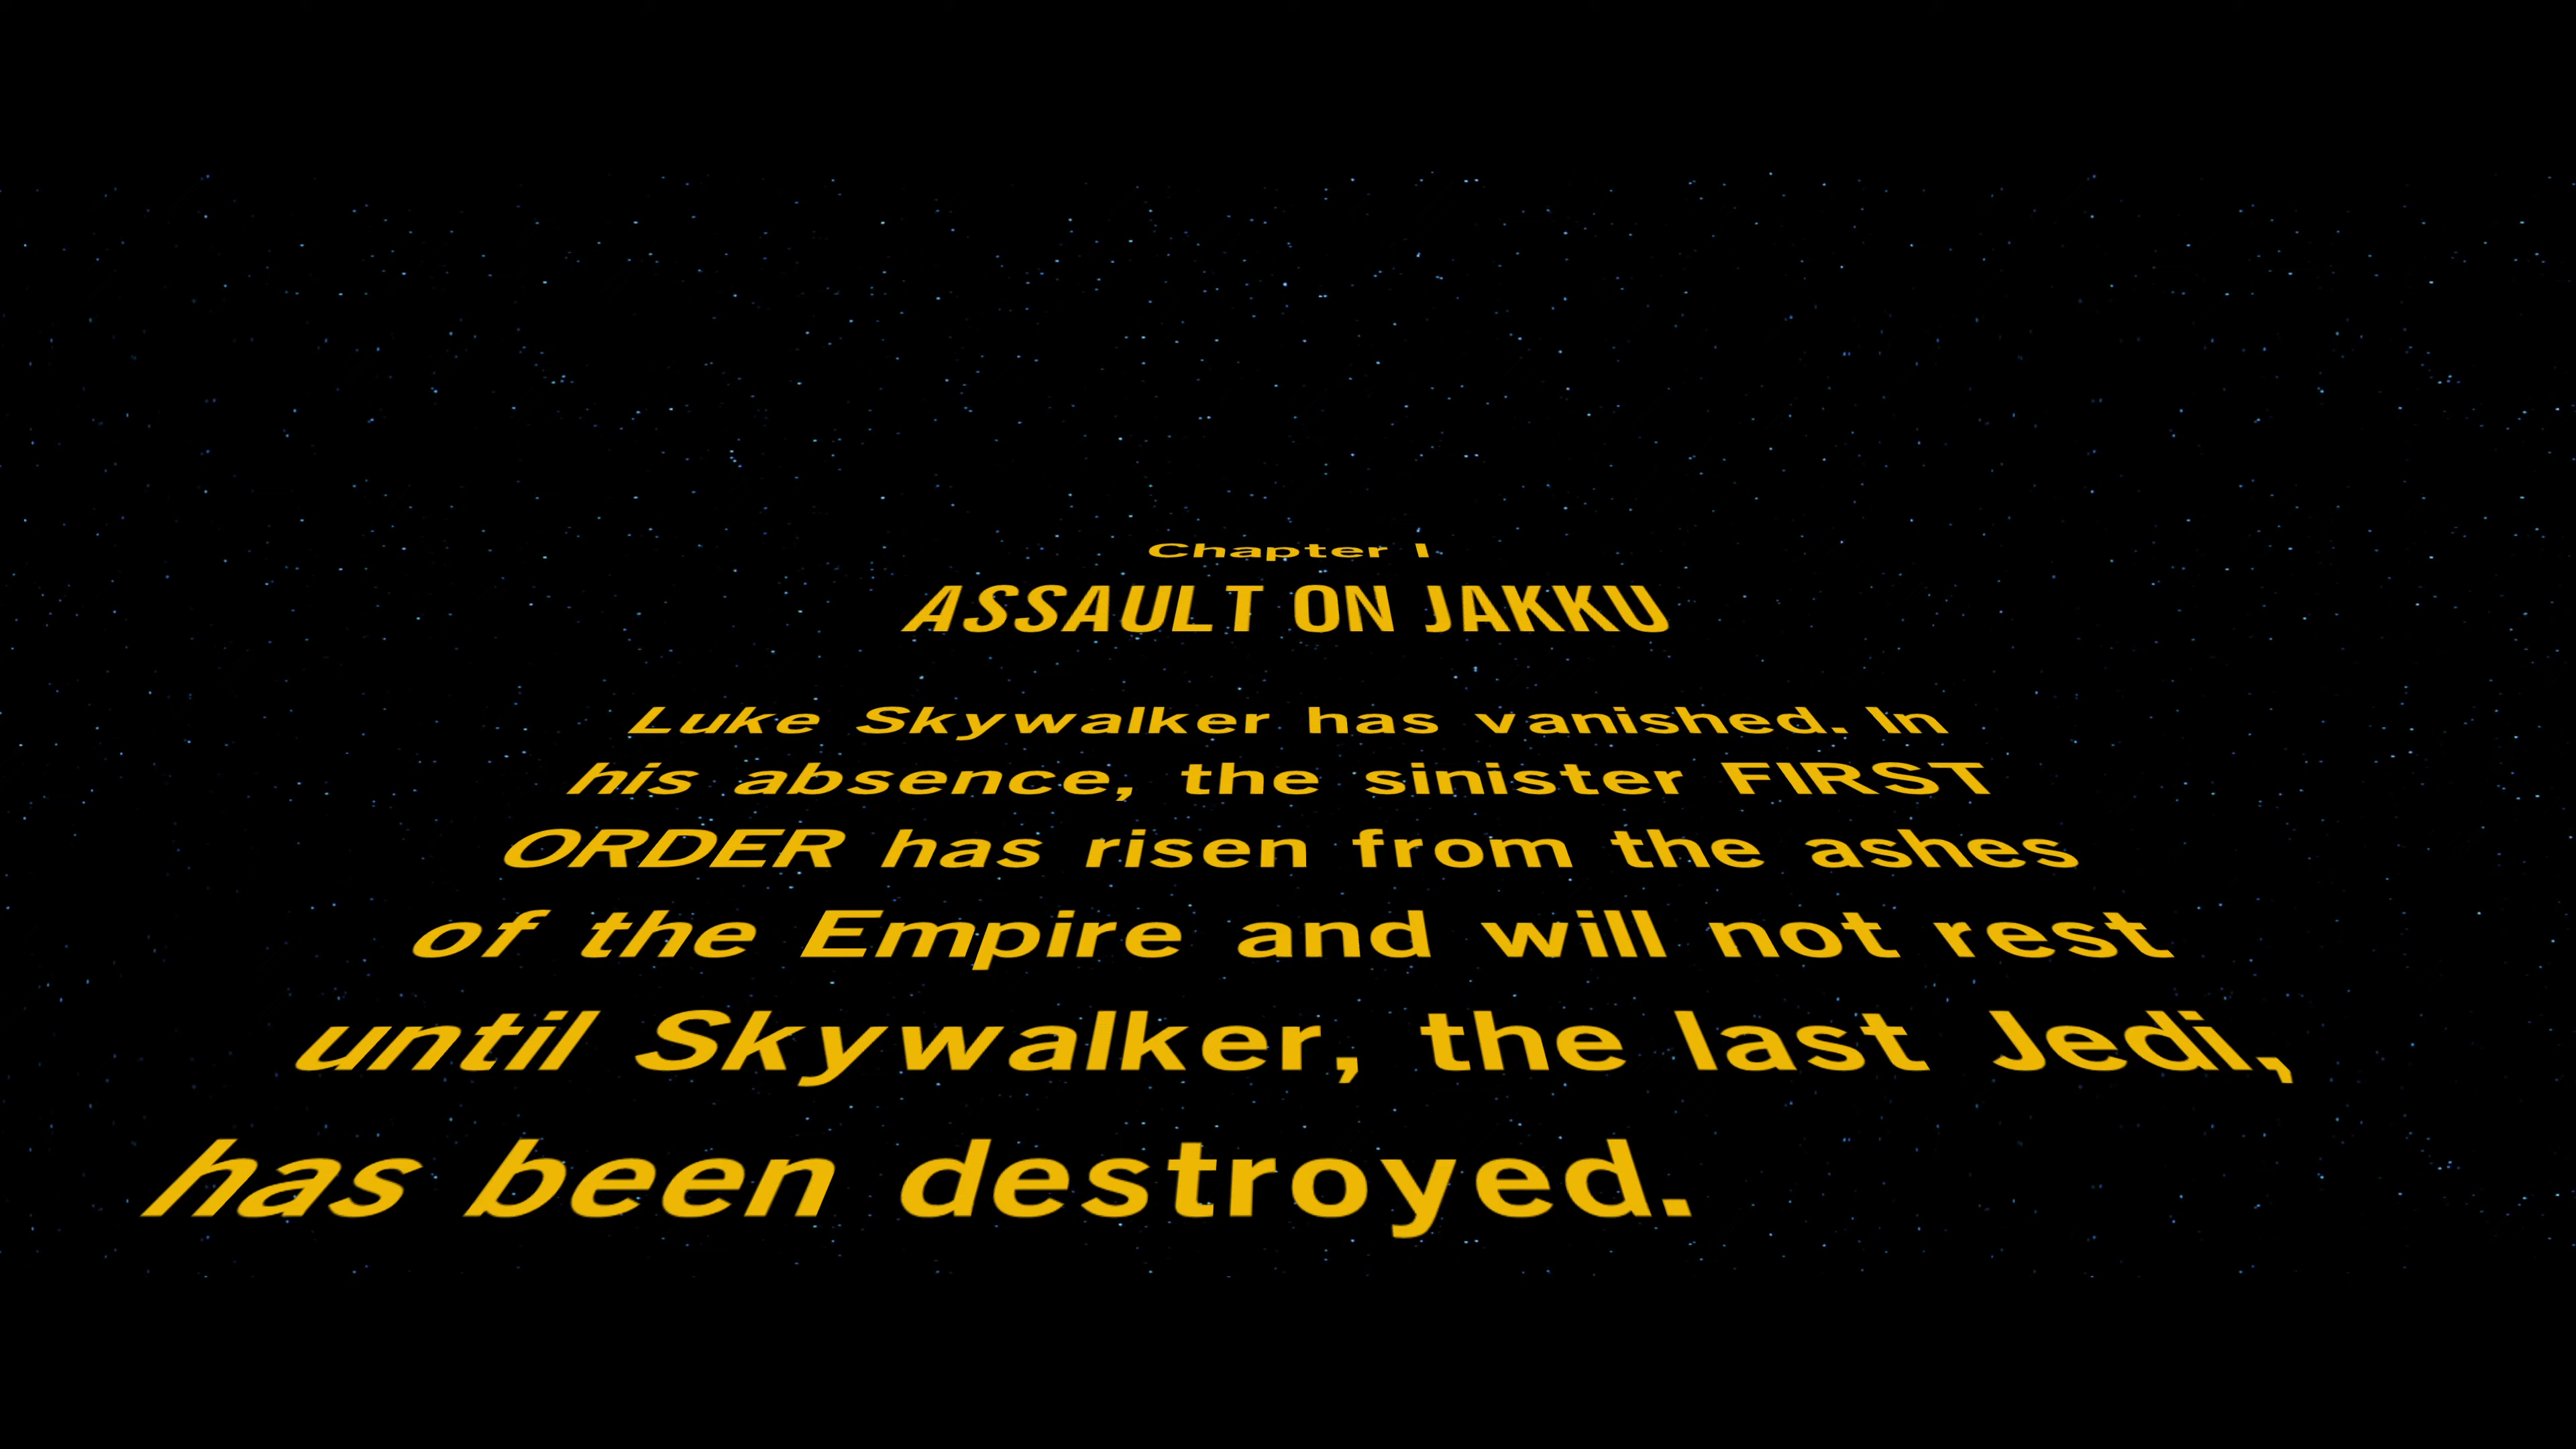 Chapter I
ASSAULT ON JAKKU
Luke Skywalker has vanished. In
his absence, the sinister FIRST
ORDER has risen from the ashes
of the Empire and will not rest
until Skywalker, the last Jedi,
has been destroyed.